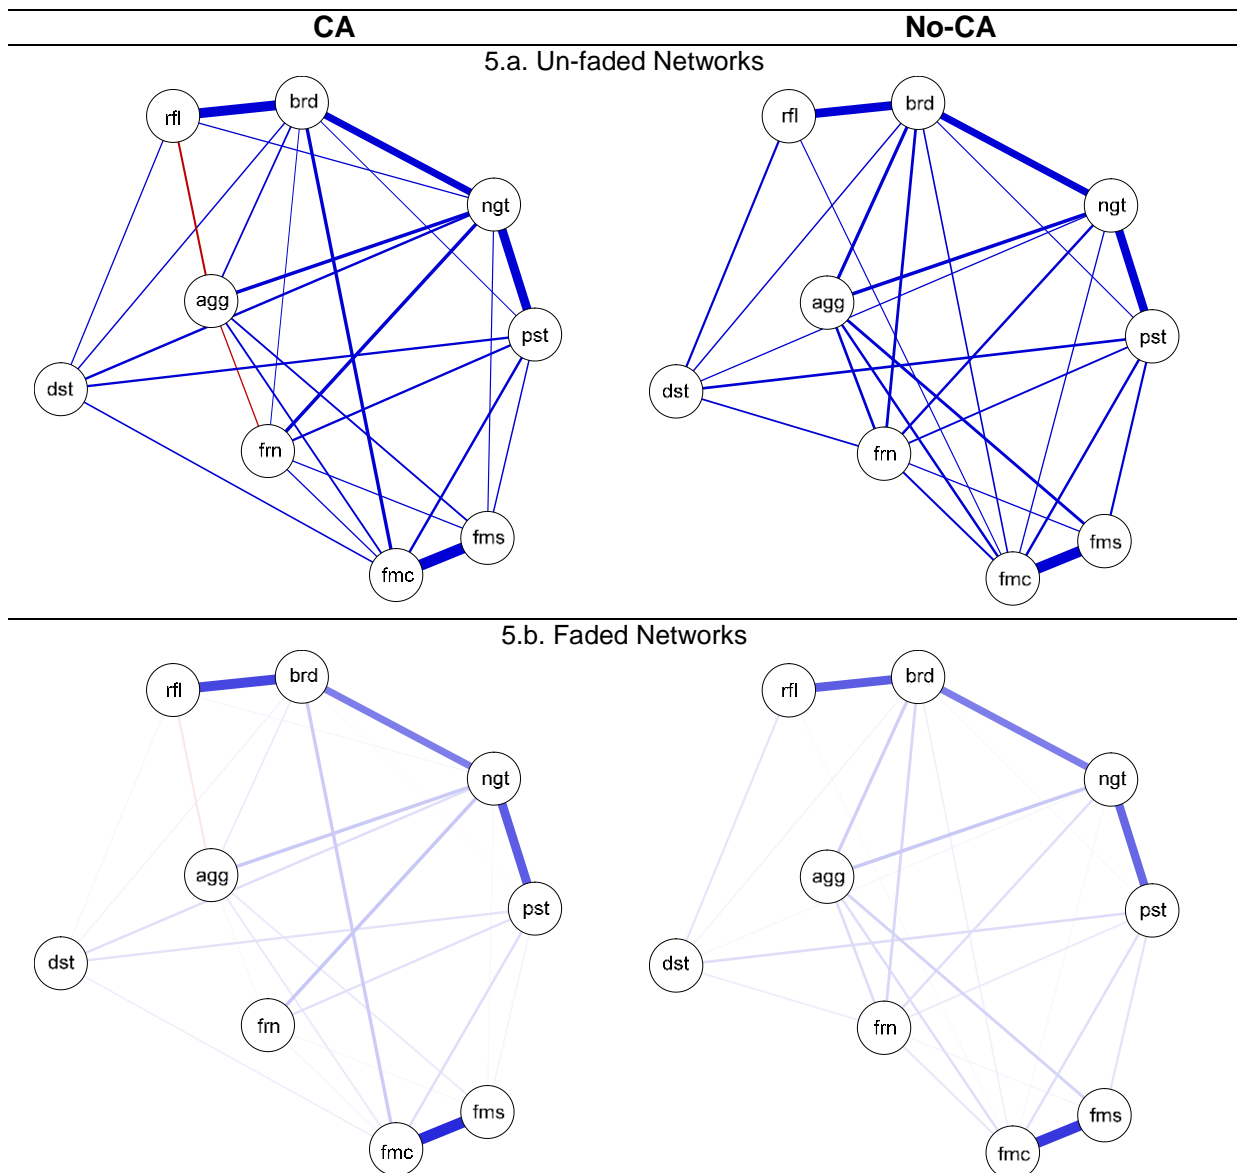 CA No-CA
5.a. Un-faded Networks
rfl brd rfl brd
ngt ngt
agg agg
pst pst
dst dst
frn frn
fms fms
fmc fmc
5.b. Faded Networks
rfl brd rfl brd
ngt ngt
agg agg
pst pst
dst dst
frn frn
fms fms
fmc fmc